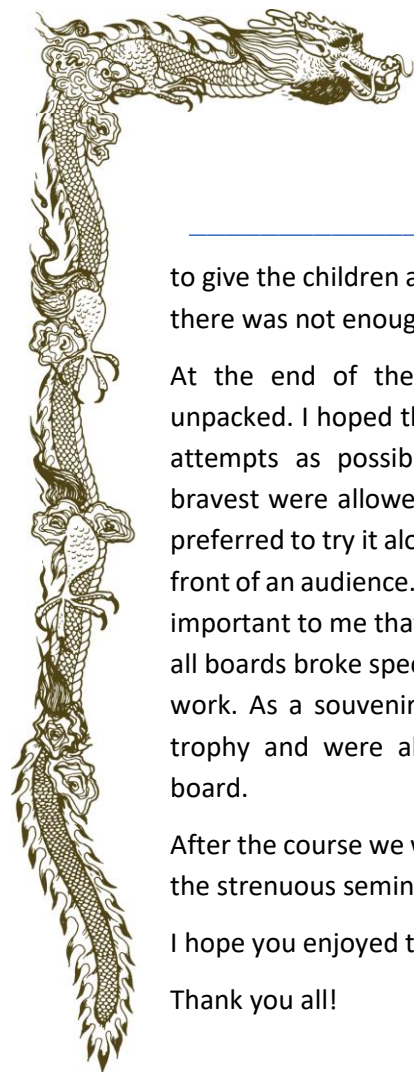 to give the children a
there was not enoug
At the end of the
unpacked. I hoped th
attempts as possib
bravest were allowe
preferred to try it alo
front of an audience.
important to me that
all boards broke spec
work. As a souvenir
trophy and were al
board.
After the course we w
the strenuous semin
I hope you enjoyed t
Thank you all!